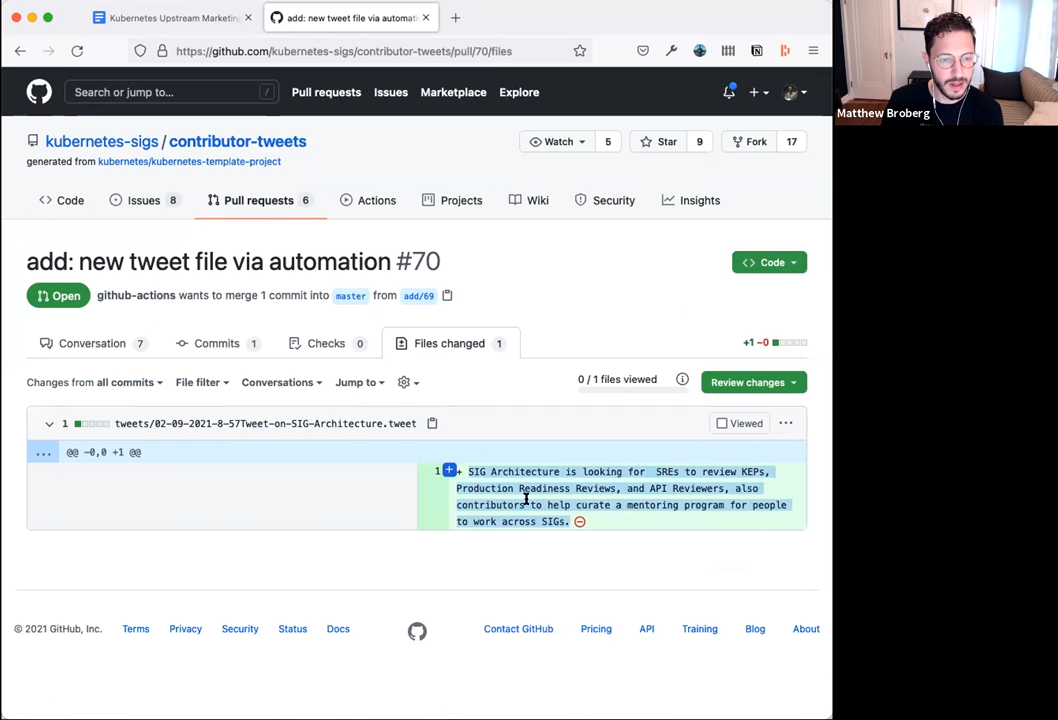 Kubernetes Upstream Marketing
add: new tweet file via automati
https://github.com/kubernetes-sigs/contributor-tweets/pull/70/files
Matthew Broberg
Search or jump to...
/
Pull requests
Issues
Marketplace
Explore
kubernetes-sigs / contributor-tweets
generated from kubernetes/kubernetes-template-project
Watch 5
Star 9
Fork 17
<> Code
Issues 8
Pull requests 6
Actions
Projects
Wiki
Security
Insights
add: new tweet file via automation #70
<> Code
Open
github-actions wants to merge 1 commit into master from add/69
Conversation 7
Commits 1
Checks 0
Files changed 1
+1 −0
Changes from all commits
File filter
Conversations
Jump to
0 / 1 files viewed
Review changes
1 tweets/02-09-2021-8-57Tweet-on-SIG-Architecture.tweet
Viewed
...
... @@ -0,0 +1 @@
1 + SIG Architecture is looking for  SREs to review KEPs,
Production Readiness Reviews, and API Reviewers, also
contributors to help curate a mentoring program for people
to work across SIGs.
© 2021 GitHub, Inc.
Terms
Privacy
Security
Status
Docs
Contact GitHub
Pricing
API
Training
Blog
About